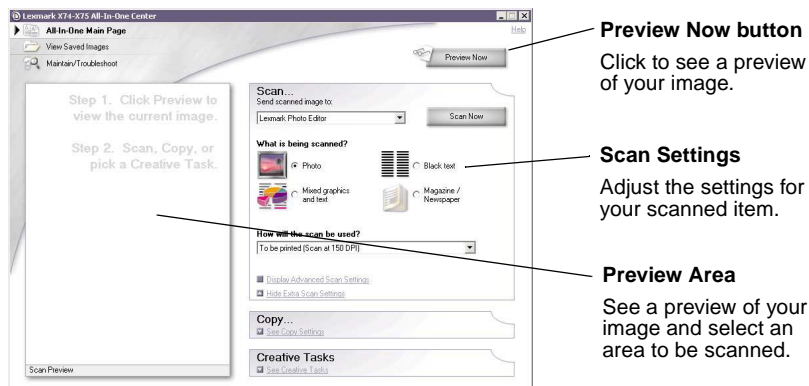 Lexmark X74-X75 All-In-One Center
All-In-One Main Page
Help
View Saved Images
Maintain/Troubleshoot
Preview Now
Step 1. Click Preview to
view the current image.
Step 2. Scan, Copy, or
pick a Creative Task.
Scan Preview
Scan...
Send scanned image to:
Lexmark Photo Editor
Scan Now
What is being scanned?
Photo
Black text
Mixed graphics
and text
Magazine /
Newspaper
How will the scan be used?
To be printed (Scan at 150 DPI)
Display Advanced Scan Settings
Hide Extra Scan Settings
Copy...
See Copy Settings
Creative Tasks
See Creative Tasks
Preview Now button
Click to see a preview
of your image.
Scan Settings
Adjust the settings for
your scanned item.
Preview Area
See a preview of your
image and select an
area to be scanned.